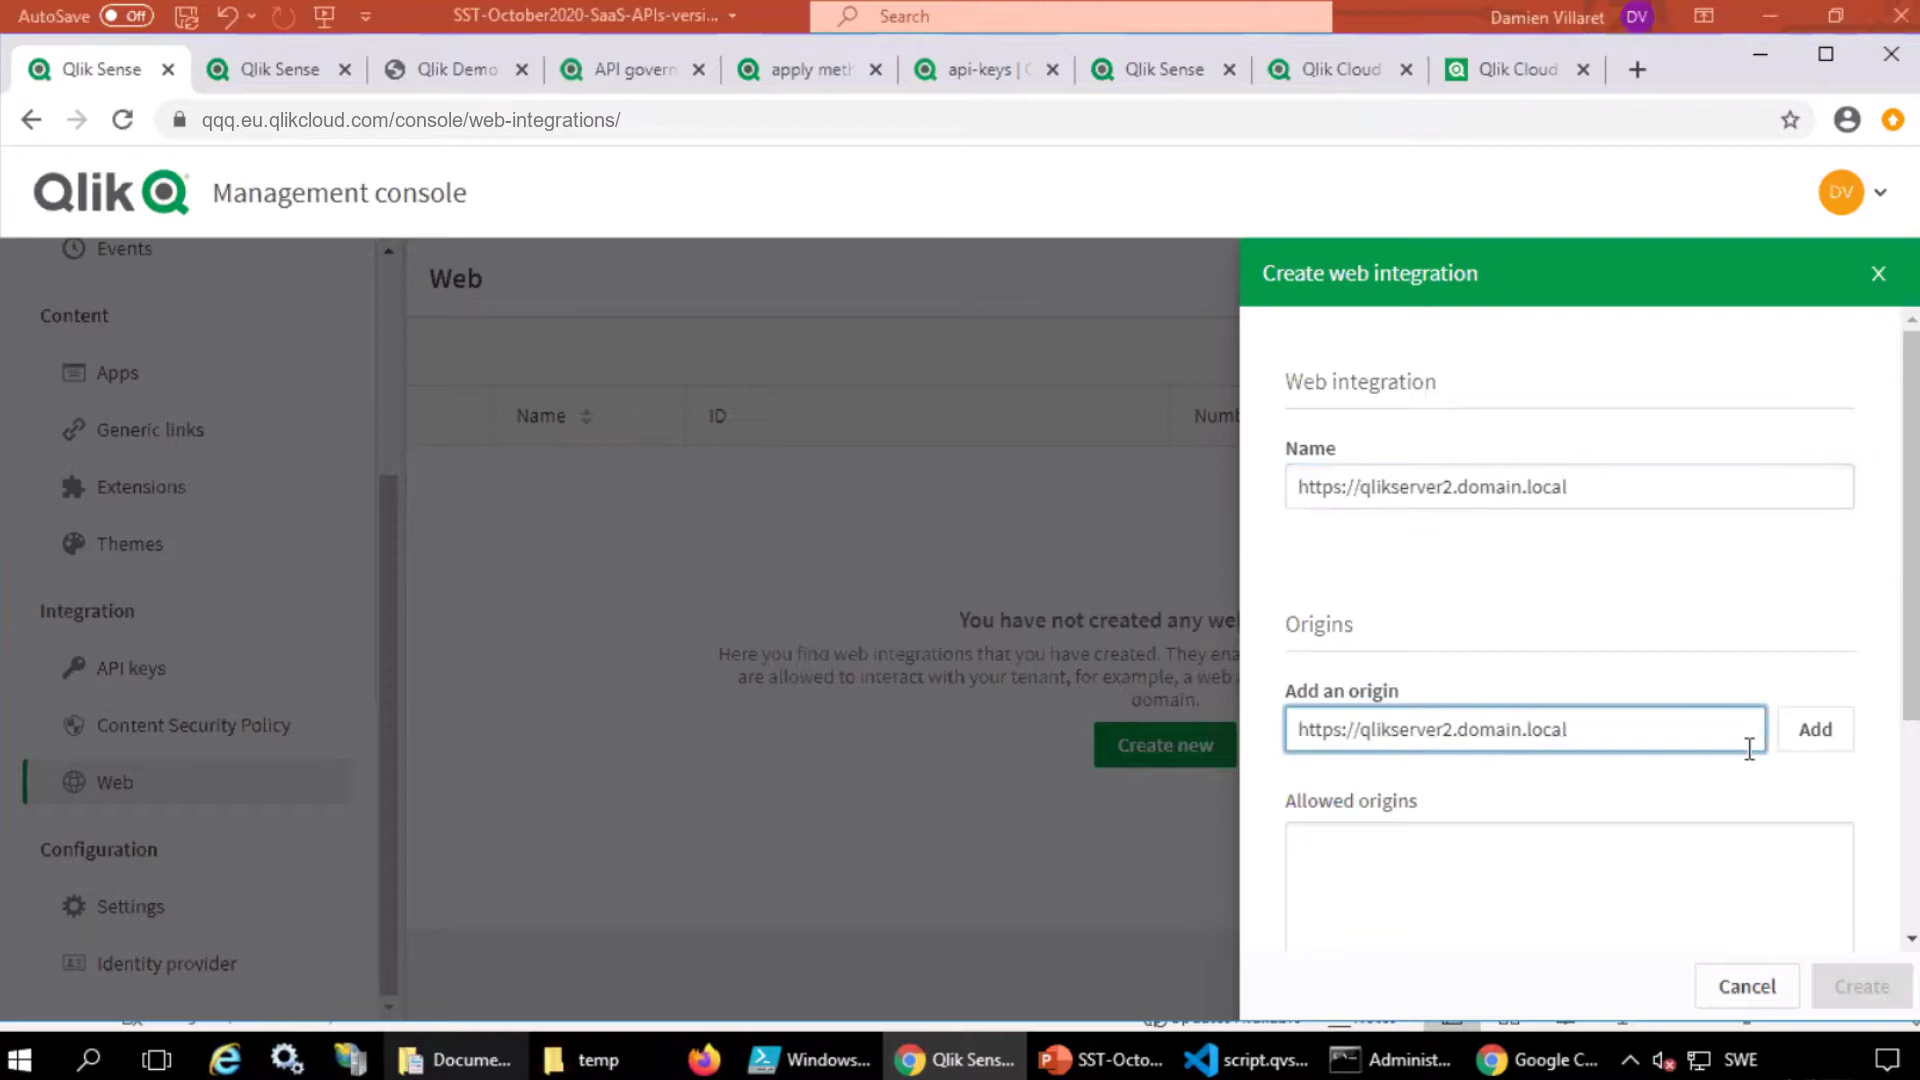 AutoSave Off SST-October2020-SaaS-APIs-versi... Search Damien Villaret DV
Qlik Sense Qlik Sense Qlik Demo API govern apply meth api-keys | Qlik Sense Qlik Cloud Qlik Cloud
qqq.eu.qlikcloud.com/console/web-integrations/
Qlik Management console DV
Events
Content
Apps
Generic links
Extensions
Themes
Integration
API keys
Content Security Policy
Web
Configuration
Settings
Identity provider
Web
Name ID Numb
You have not created any we
Here you find web integrations that you have created. They ena
are allowed to interact with your tenant, for example, a web
domain.
Create new
Create web integration
Web integration
Name
https://qlikserver2.domain.local
Origins
Add an origin
https://qlikserver2.domain.local Add
Allowed origins
Cancel Create
Docume... temp Windows... Qlik Sens... SST-Octo... script.qvs... Administ... Google C... SWE